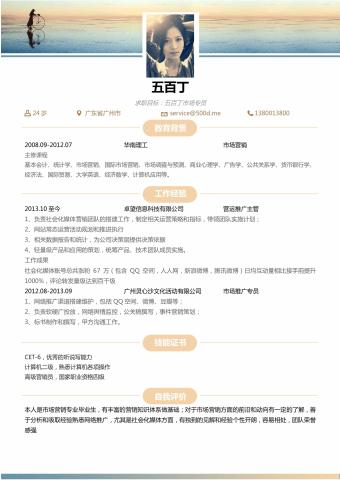 五百丁
求职目标:五百丁市场专员
24 岁 广东省广州市 service@500d.me 1380013800
教育背景
2008.09-2012.07 华南理工 市场营销
主修课程
基本会计、统计学、市场营销、国际市场营销、市场调查与预测、商业心理学、广告学、公共关系学、货币银行学、
经济法、国际贸易、大学英语、经济数学、计算机应用等。
工作经验
2013.10 至今 卓望信息科技有限公司 营运推广主管
1、负责社会化媒体营销团队的搭建工作,制定相关运营策略和指标,带领团队实施计划;
2、网站常态运营活动规划和推进执行
3、相关数据报告和统计,为公司决策层提供决策依据
4、轻量级产品和应用的策划,统筹产品、技术团队成员实施。
工作成果
社会化媒体账号总共涨粉 67 万(包含 QQ 空间,人人网,新浪微博,腾讯微博)日均互动量相比接手前提升
1000%,评论转发量级达到百千级
2012.08-2013.09 广州灵心沙文化活动有限公司 市场推广专员
1、网络推广渠道搭建维护,包括 QQ 空间、微博、豆瓣等;
2、负责软硬广投放,网络舆情监控,公关稿撰写,事件营销策划;
3、标书制作和撰写,甲方沟通工作。
技能证书
CET-6,优秀的听说写能力
计算机二级,熟悉计算机各项操作
高级营销员,国家职业资格四级
自我评价
本人是市场营销专业毕业生,有丰富的营销知识体系做基础;对于市场营销方面的前沿和动向有一定的了解,善
于分析和吸取经验熟悉网络推广,尤其是社会化媒体方面,有独到的见解和经验个性开朗,容易相处,团队荣誉
感强